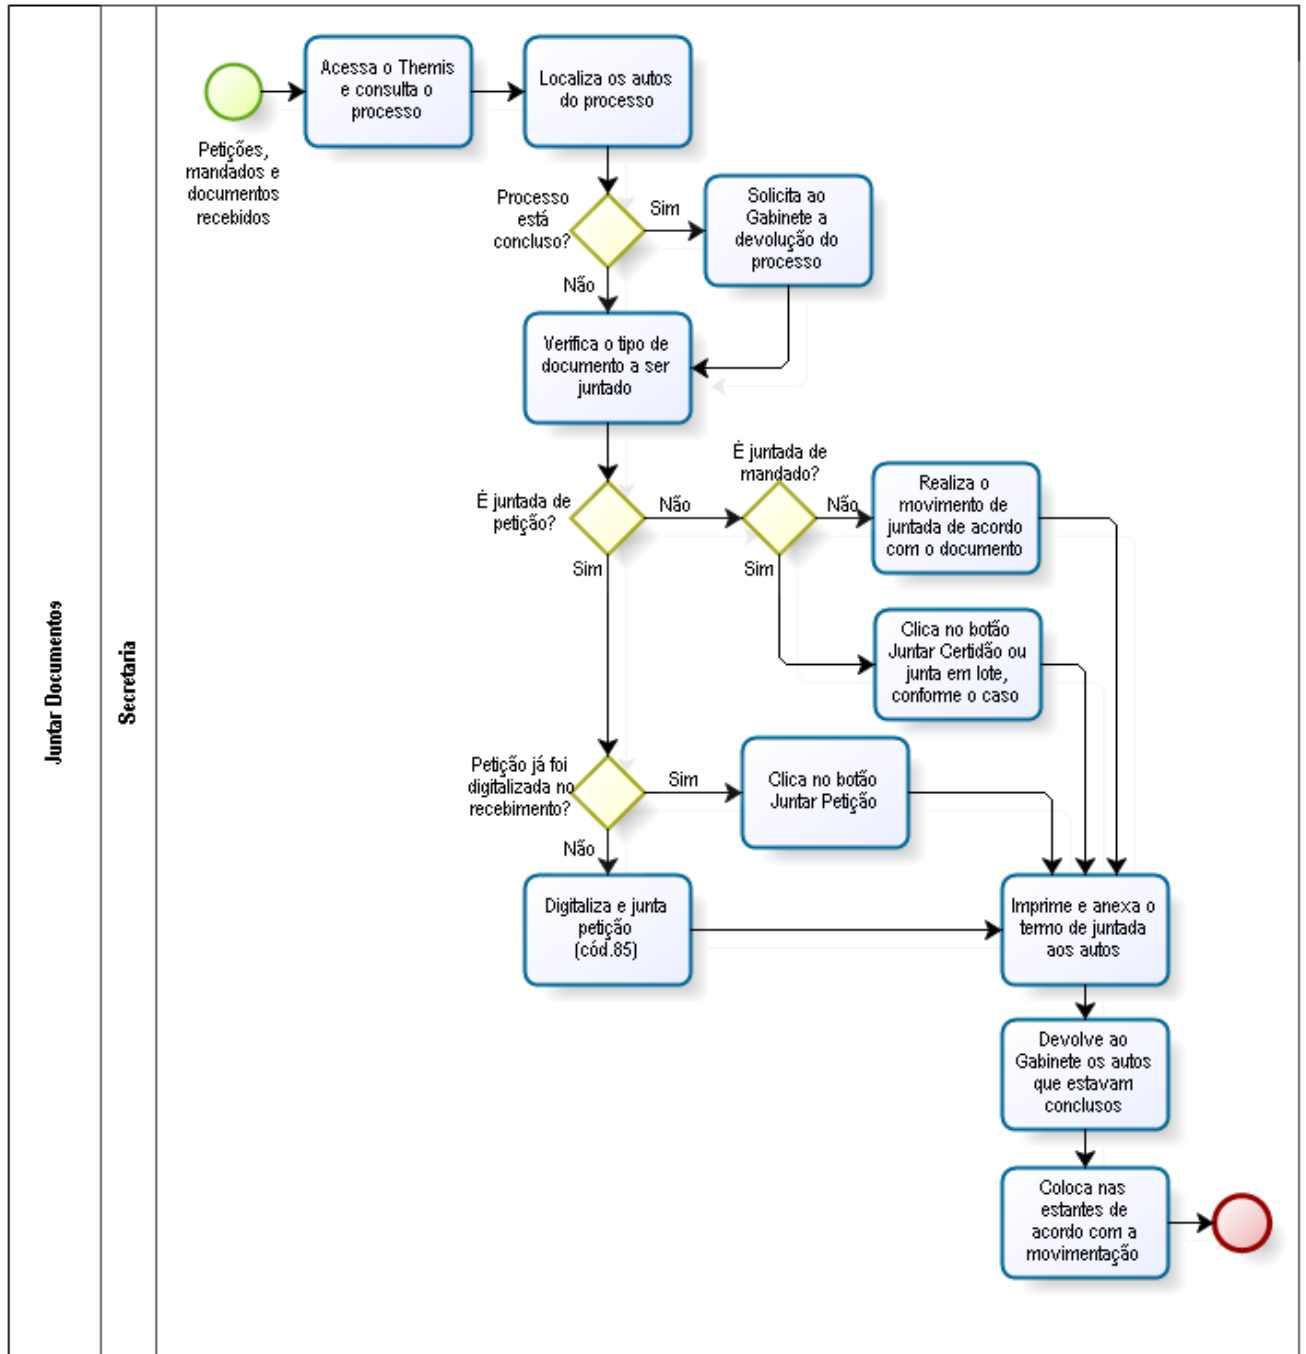 Juntar Documentos
Secretaria
Petições,
mandados e
documentos
recebidos
Acessa o Themis
e consulta o
processo
Localiza os autos
do processo
Processo
está
concluso?
Sim
Solicita ao
Gabinete a
devolução do
processo
Não
Verifica o tipo de
documento a ser
juntado
É juntada de
petição?
Não
É juntada de
mandado?
Não
Realiza o
movimento de
juntada de acordo
com o documento
Sim
Sim
Clica no botão
Juntar Certidão ou
junta em lote,
conforme o caso
Petição já foi
digitalizada no
recebimento?
Sim
Clica no botão
Juntar Petição
Não
Digitaliza e junta
petição
(cód.85)
Imprime e anexa o
termo de juntada
aos autos
Devolve ao
Gabinete os autos
que estavam
conclusos
Coloca nas
estantes de
acordo com a
movimentação